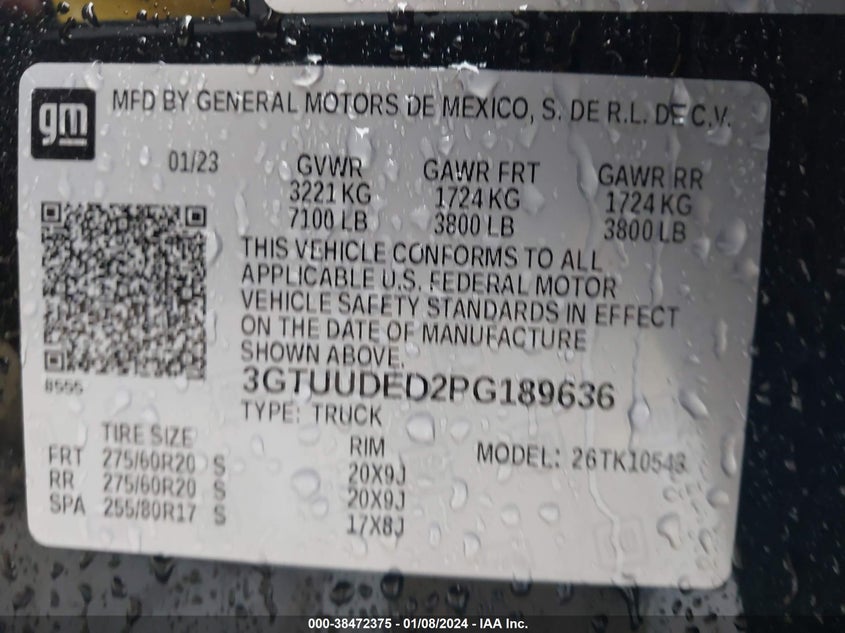 gm
MFD BY GENERAL MOTORS DE MEXICO, S. DE R.L. DE C.V.
01/23 GVWR GAWR FRT GAWR RR
3221 KG 1724 KG 1724 KG
7100 LB 3800 LB 3800 LB
THIS VEHICLE CONFORMS TO ALL
APPLICABLE U.S. FEDERAL MOTOR
VEHICLE SAFETY STANDARDS IN EFFECT
ON THE DATE OF MANUFACTURE
SHOWN ABOVE.
8555
3GTUUDED2PG189636
TYPE: TRUCK
TIRE SIZE RIM MODEL: 26TK10543
FRT 275/60R20 S 20X9J
RR 275/60R20 S 20X9J
SPA 255/80R17 S 17X8J
000-38472375 - 01/08/2024 - IAA Inc.